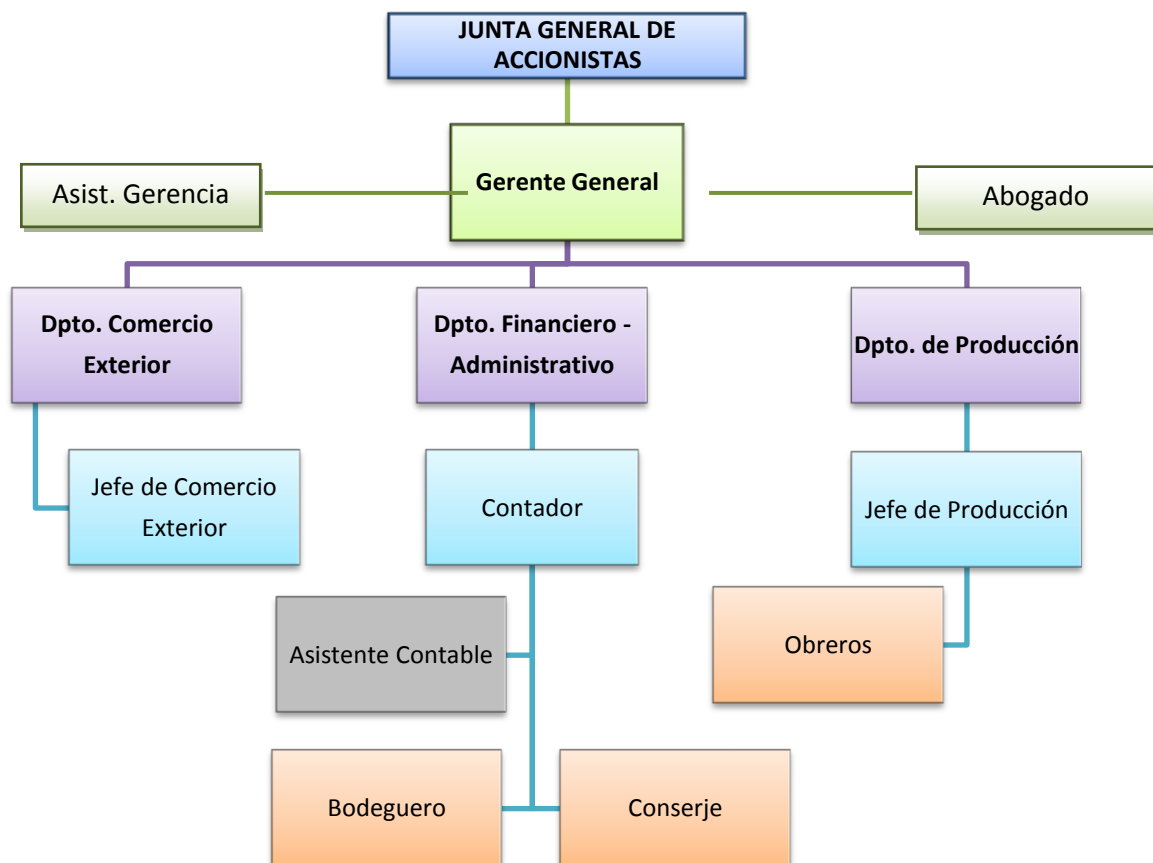 JUNTA GENERAL DE
ACCIONISTAS
Gerente General
Asist. Gerencia
Abogado
Dpto. Comercio
Exterior
Dpto. Financiero -
Administrativo
Dpto. de Producción
Jefe de Comercio
Exterior
Contador
Jefe de Producción
Asistente Contable
Obreros
Bodeguero
Conserje